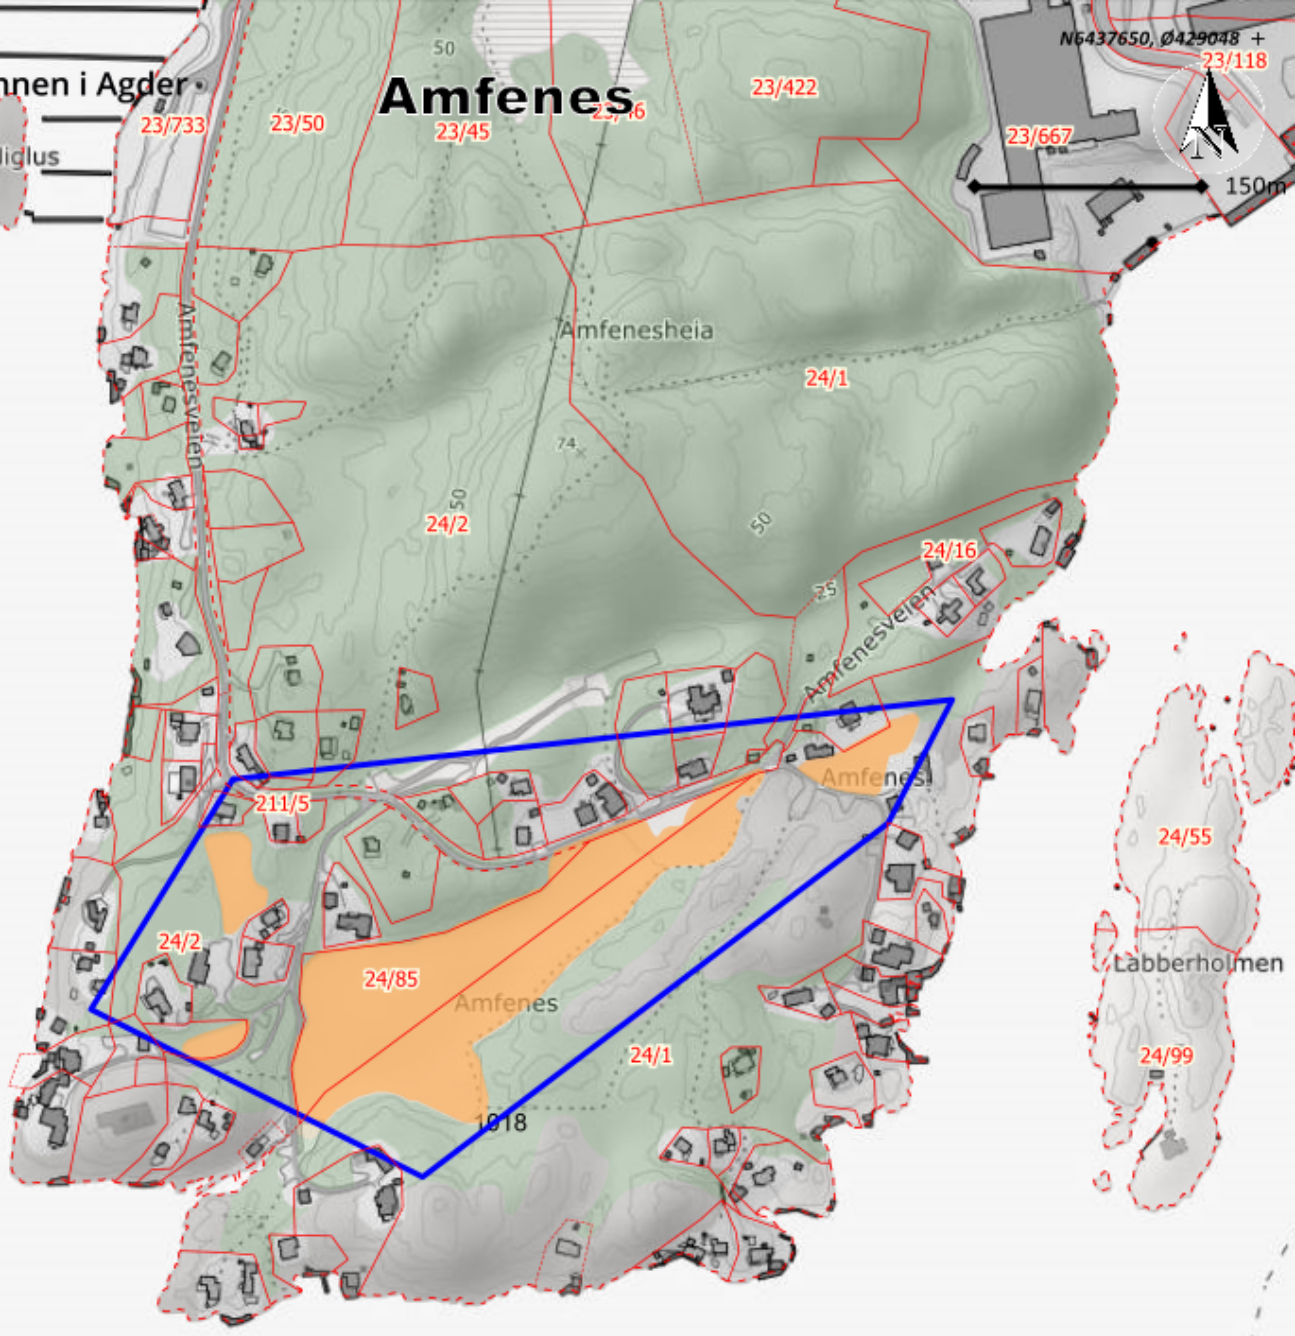 50
N6437650, Ø429048 +
nnen i Agder
Amfenes
23/422
23/118
23/733
23/50
23/45
23/46
23/667
N
iglus
150m
Amfenesveien
Amfenesheia
24/1
74
50
24/2
50
24/16
25
Amfenesveien
Amfenes
211/5
24/55
24/2
24/85
Labberholmen
Amfenes
24/1
24/99
1018